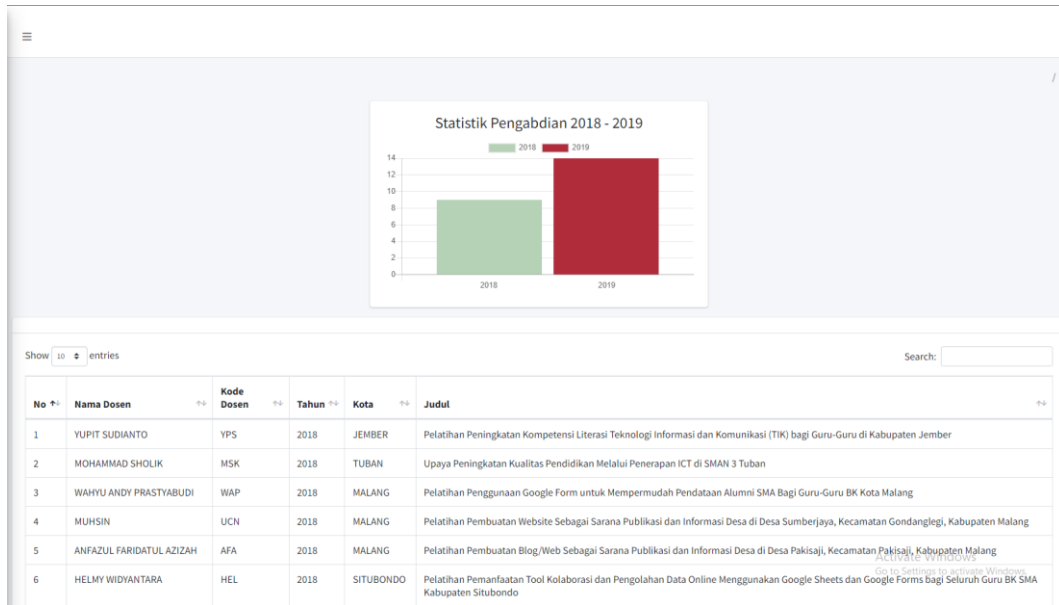 /
Statistik Pengabdian 2018 - 2019
2018 2019
14
12
10
8
6
4
2
0
2018 2019
Show 10 entries Search:
No Nama Dosen Kode Dosen Tahun Kota Judul
1 YUPIT SUDIANTO YPS 2018 JEMBER Pelatihan Peningkatan Kompetensi Literasi Teknologi Informasi dan Komunikasi (TIK) bagi Guru-Guru di Kabupaten Jember
2 MOHAMMAD SHOLIK MSK 2018 TUBAN Upaya Peningkatan Kualitas Pendidikan Melalui Penerapan ICT di SMAN 3 Tuban
3 WAHYU ANDY PRASTYABUDI WAP 2018 MALANG Pelatihan Penggunaan Google Form untuk Mempermudah Pendataan Alumni SMA Bagi Guru-Guru BK Kota Malang
4 MUHSIN UCN 2018 MALANG Pelatihan Pembuatan Website Sebagai Sarana Publikasi dan Informasi Desa di Desa Sumberjaya, Kecamatan Gondanglegi, Kabupaten Malang
5 ANFAZUL FARIDATUL AZIZAH AFA 2018 MALANG Pelatihan Pembuatan Blog/Web Sebagai Sarana Publikasi dan Informasi Desa di Desa Pakisaji, Kecamatan Pakisaji, Kabupaten Malang
Activate Windows
Go to Settings to activate Windows.
6 HELMY WIDYANTARA HEL 2018 SITUBONDO Pelatihan Pemanfaatan Tool Kolaborasi dan Pengolahan Data Online Menggunakan Google Sheets dan Google Forms bagi Seluruh Guru BK SMA
Kabupaten Situbondo